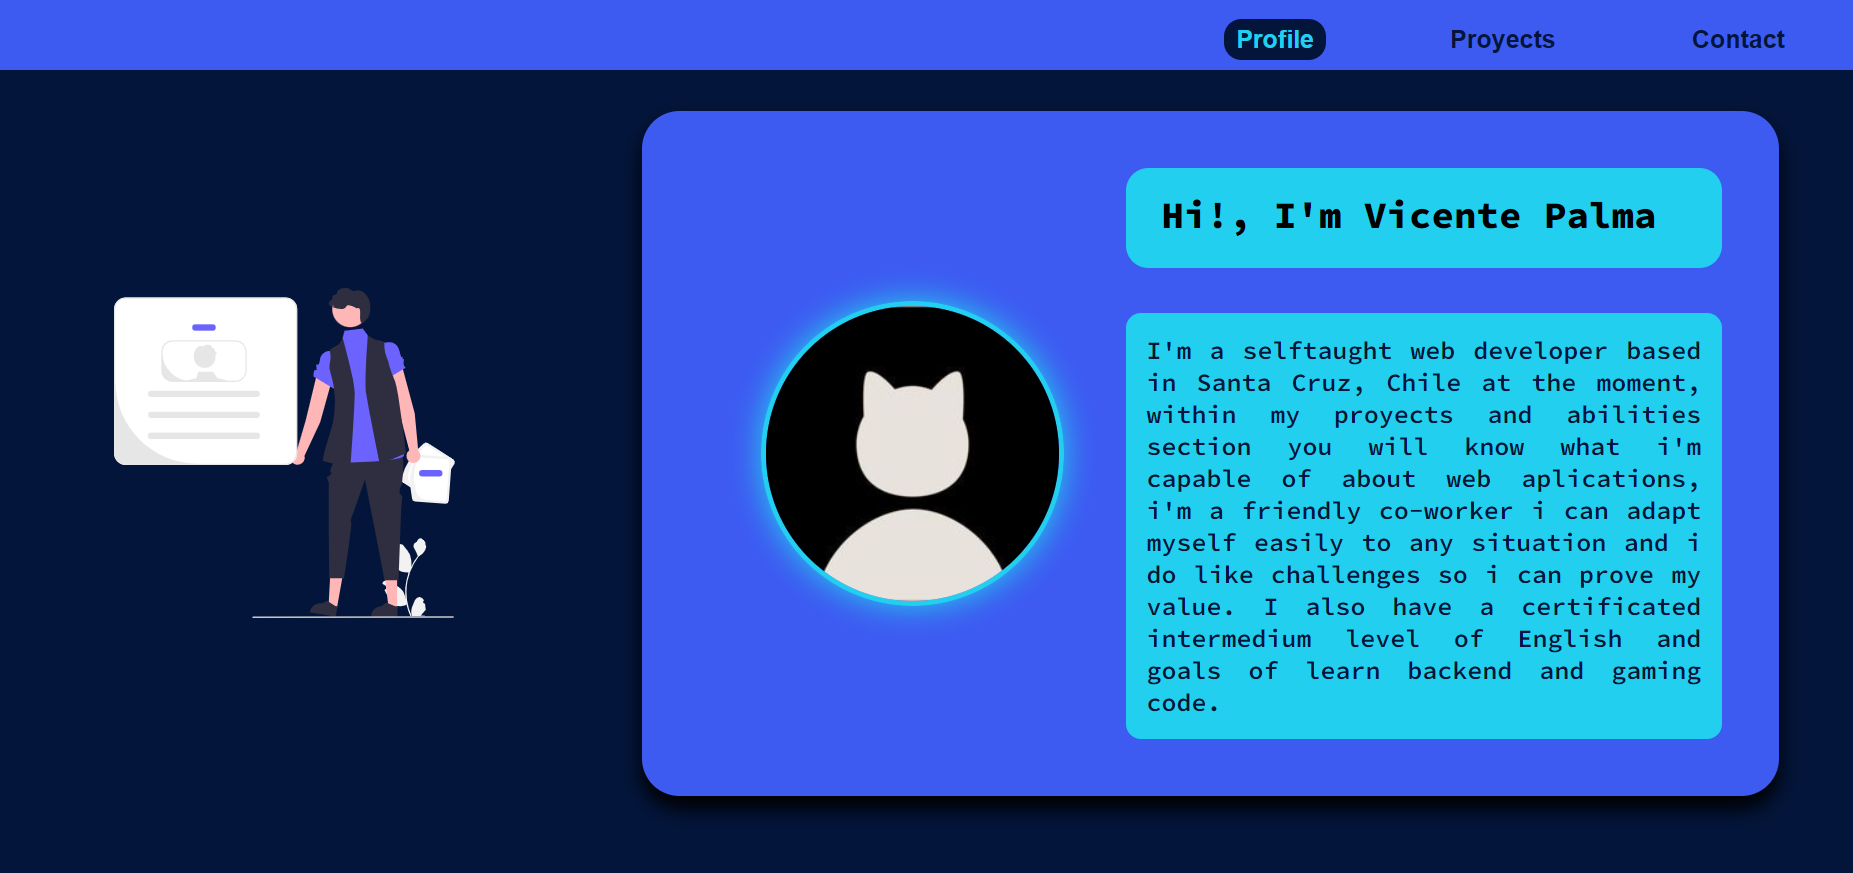 Profile
Proyects
Contact
Hi!, I'm Vicente Palma
I'm a selftaught web developer based
in Santa Cruz, Chile at the moment,
within my proyects and abilities
section you will know what i'm
capable of about web aplications,
i'm a friendly co-worker i can adapt
myself easily to any situation and i
do like challenges so i can prove my
value. I also have a certificated
intermedium level of English and
goals of learn backend and gaming
code.